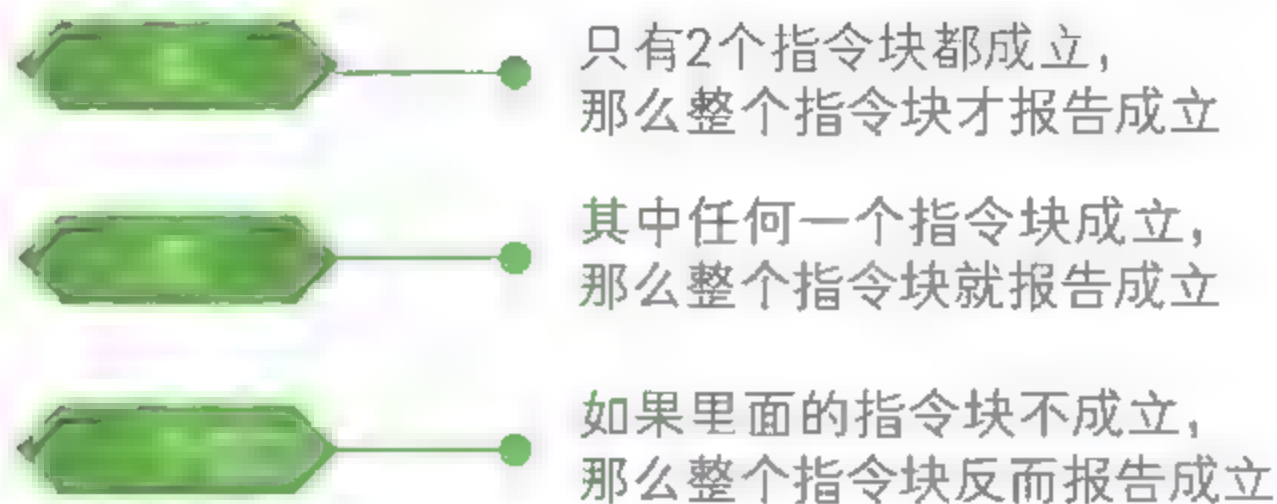 只有2个指令块都成立，
那么整个指令块才报告成立
其中任何一个指令块成立，
那么整个指令块就报告成立
如果里面的指令块不成立，
那么整个指令块反而报告成立